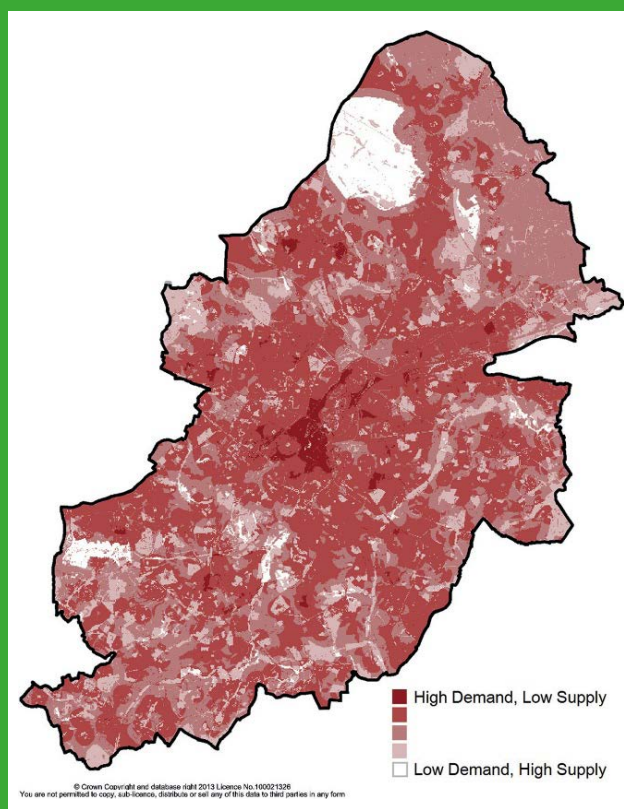 High Demand, Low Supply
Low Demand, High Supply
© Crown Copyright and database right 2013 Licence No.100021326
You are not permitted to copy, sub-licence, distribute or sell any of this data to third parties in any form